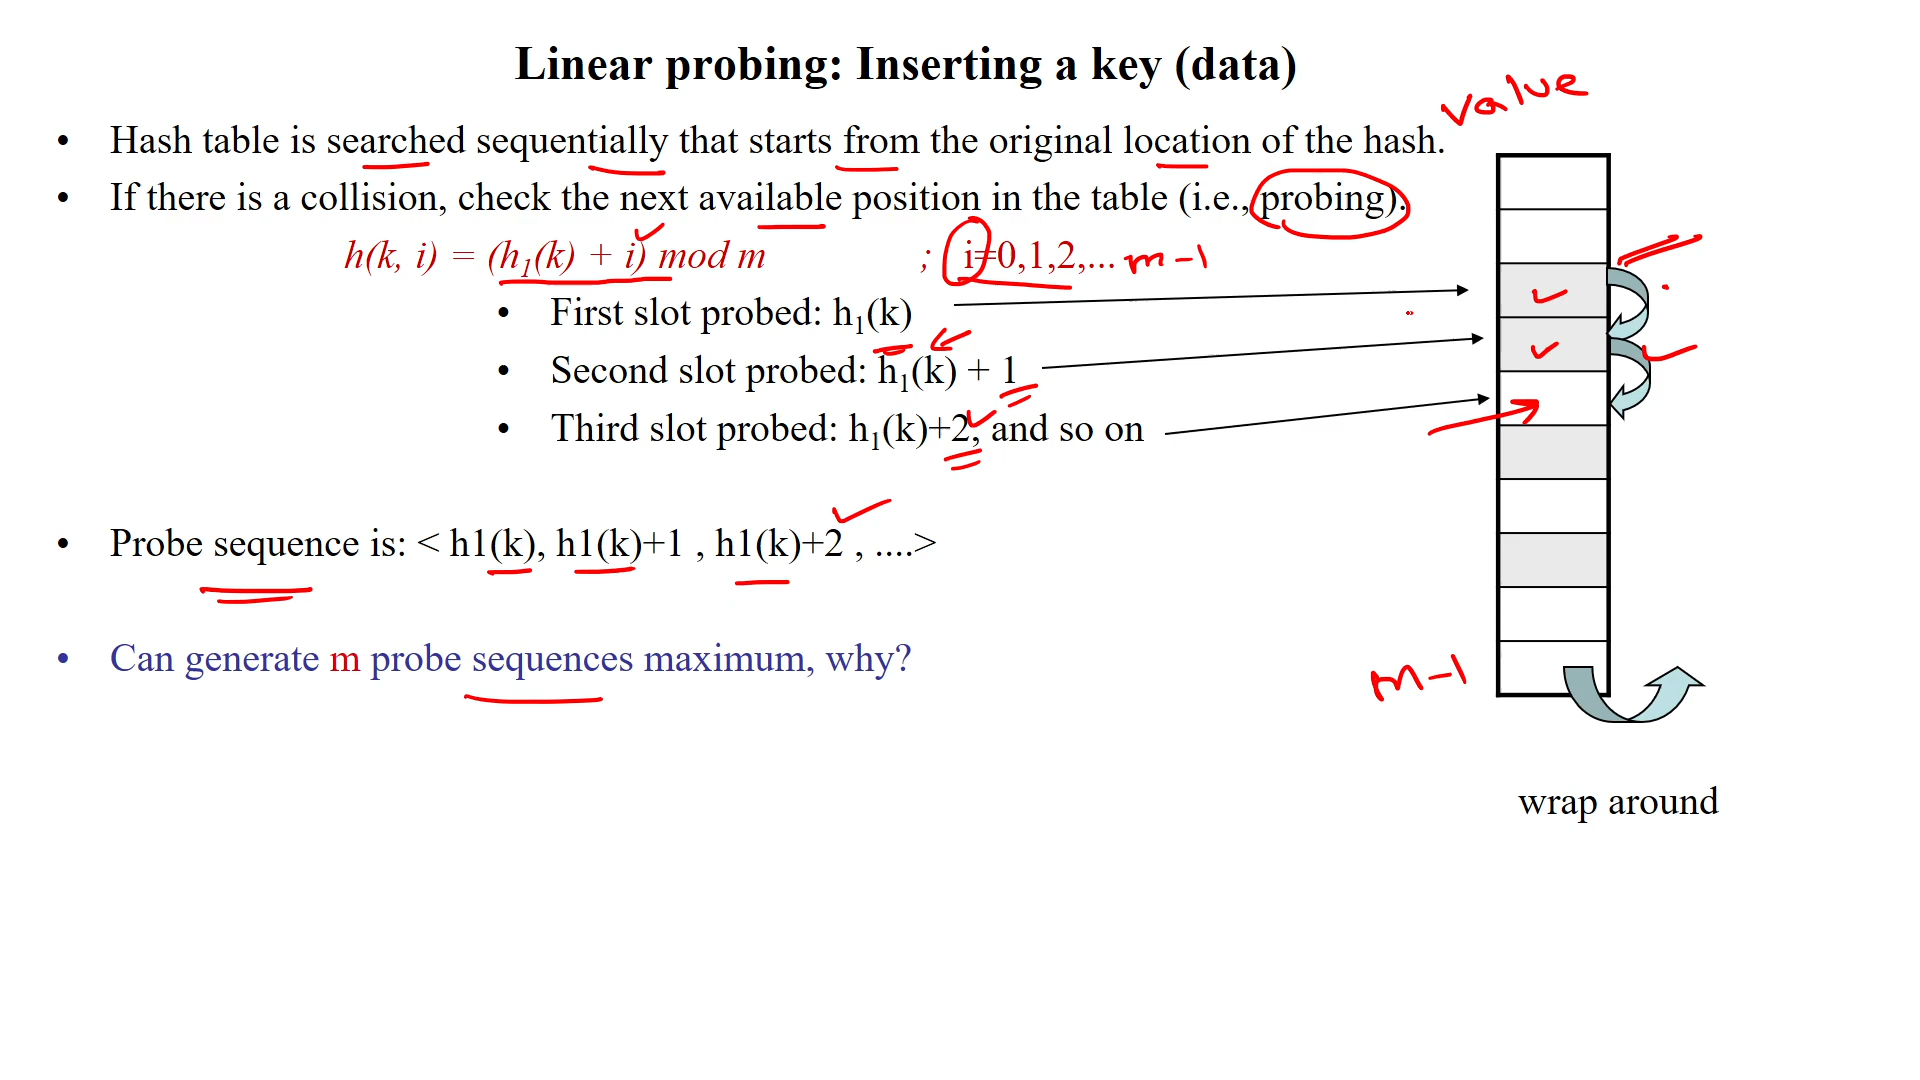 Linear probing: Inserting a key (data)
value
• Hash table is searched sequentially that starts from the original location of the hash.
• If there is a collision, check the next available position in the table (i.e., probing).
h(k, i) = (h₁(k) + i) mod m ; i=0,1,2,... m-1
• First slot probed: h₁(k)
• Second slot probed: h₁(k) + 1
• Third slot probed: h₁(k)+2, and so on
• Probe sequence is: < h1(k), h1(k)+1 , h1(k)+2 , ....>
• Can generate m probe sequences maximum, why?
m-1
wrap around